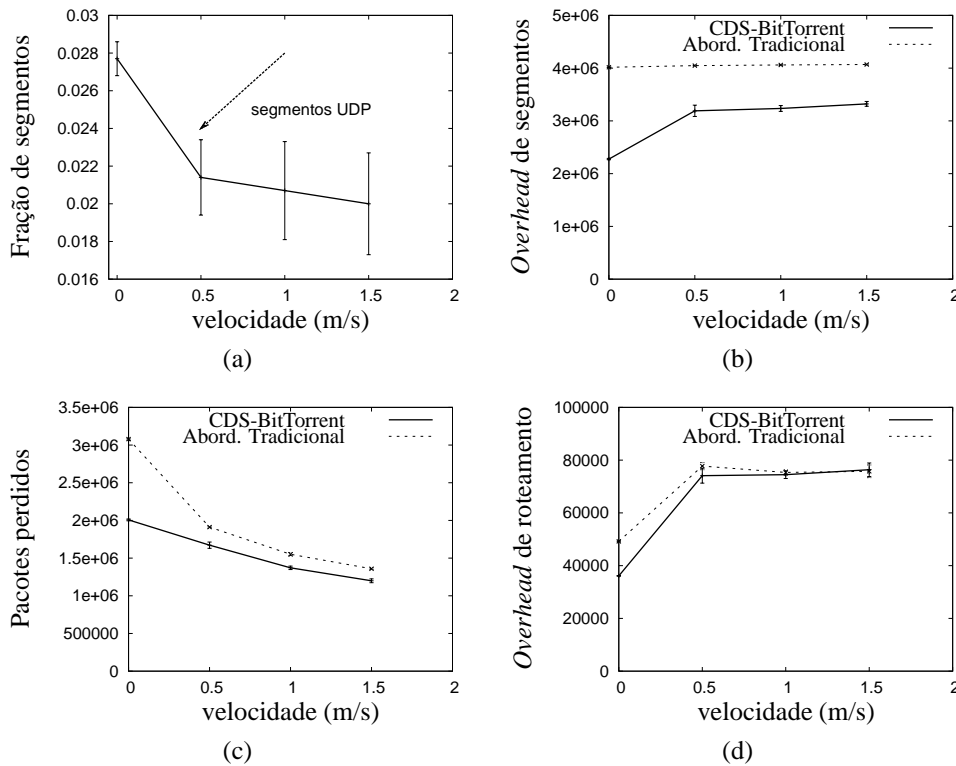 Fração de segmentos
0.03
0.028
0.026
0.024
0.022
0.02
0.018
0.016
segmentos UDP
0 0.5 1 1.5 2
velocidade (m/s)
(a)
Overhead de segmentos
5e+06
4e+06
3e+06
2e+06
1e+06
0
CDS-BitTorrent
Abord. Tradicional
0 0.5 1 1.5 2
velocidade (m/s)
(b)
Pacotes perdidos
3.5e+06
3e+06
2.5e+06
2e+06
1.5e+06
1e+06
500000
0
CDS-BitTorrent
Abord. Tradicional
0 0.5 1 1.5 2
velocidade (m/s)
(c)
Overhead de roteamento
100000
80000
60000
40000
20000
0
CDS-BitTorrent
Abord. Tradicional
0 0.5 1 1.5 2
velocidade (m/s)
(d)